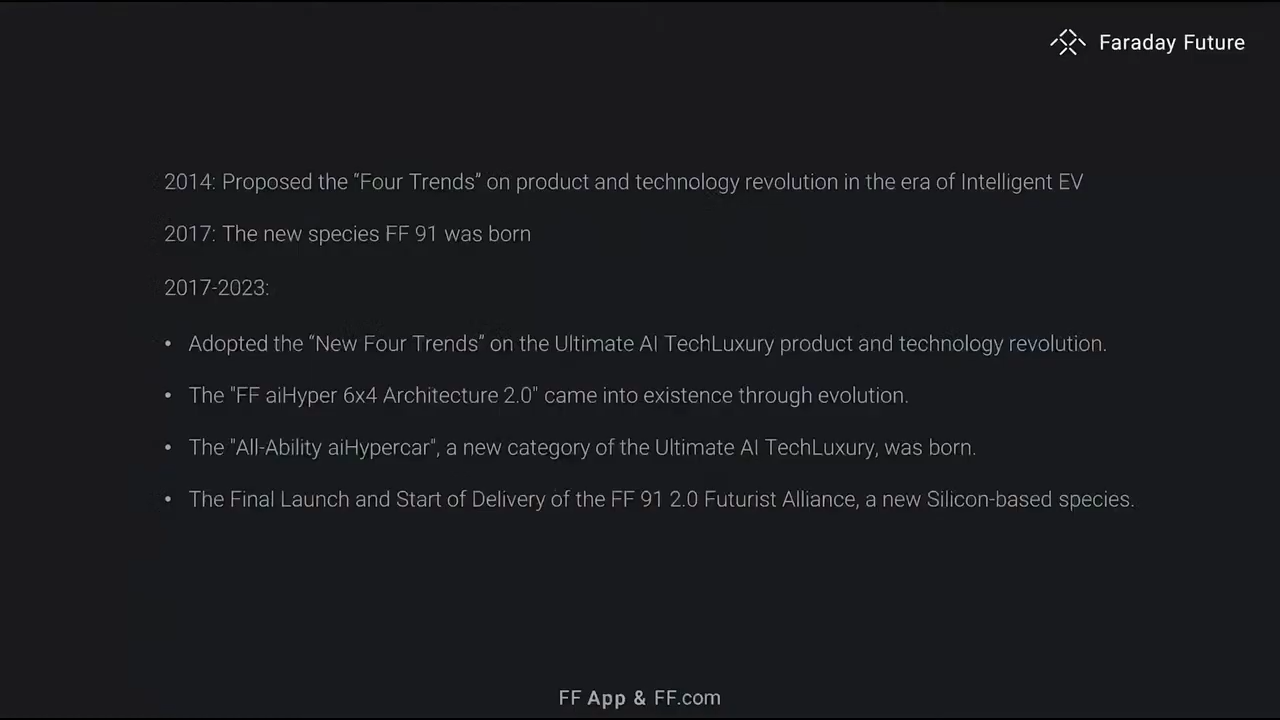 Faraday Future
2014: Proposed the “Four Trends” on product and technology revolution in the era of Intelligent EV
2017: The new species FF 91 was born
2017-2023:
• Adopted the “New Four Trends” on the Ultimate AI TechLuxury product and technology revolution.
• The "FF aiHyper 6x4 Architecture 2.0" came into existence through evolution.
• The "All-Ability aiHypercar", a new category of the Ultimate AI TechLuxury, was born.
• The Final Launch and Start of Delivery of the FF 91 2.0 Futurist Alliance, a new Silicon-based species.
FF App & FF.com